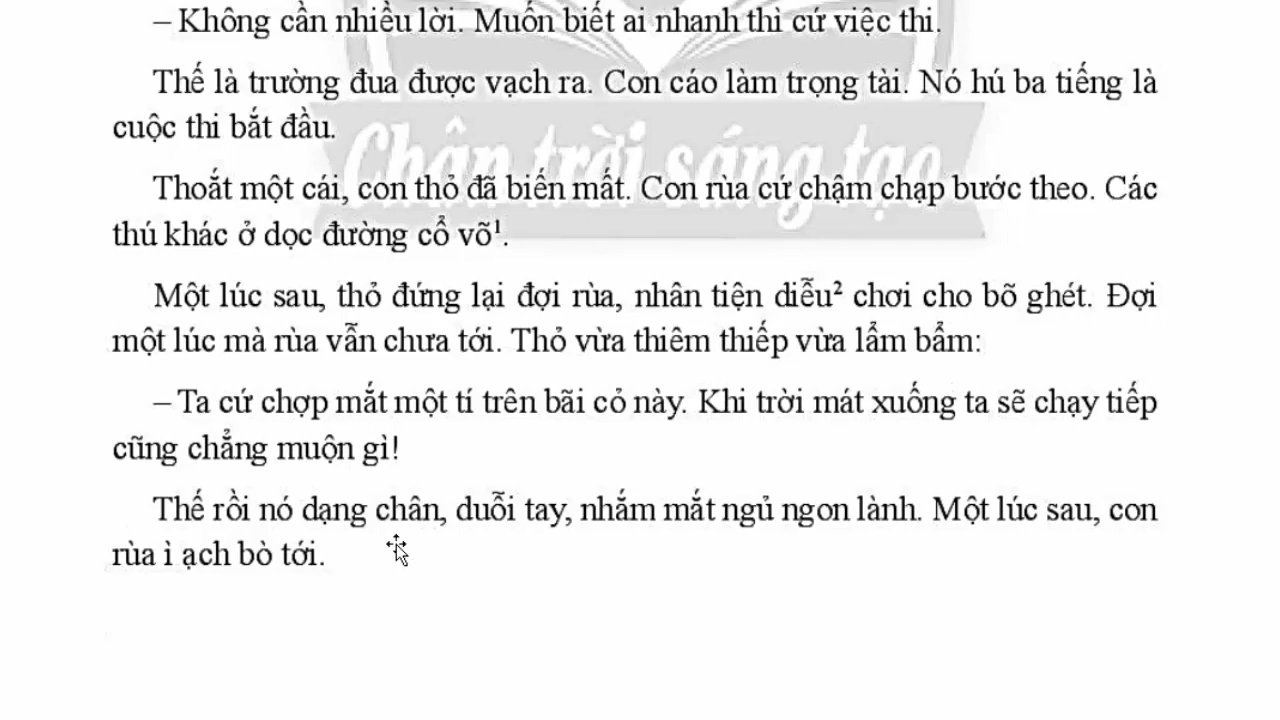 – Không cần nhiều lời. Muốn biết ai nhanh thì cứ việc thi.
Thế là trường đua được vạch ra. Con cáo làm trọng tài. Nó hú ba tiếng là
cuộc thi bắt đầu.
Chân trời sáng tạo
Thoắt một cái, con thỏ đã biến mất. Con rùa cứ chậm chạp bước theo. Các
thú khác ở dọc đường cổ võ¹.
Một lúc sau, thỏ đứng lại đợi rùa, nhân tiện diễu² chơi cho bõ ghét. Đợi
một lúc mà rùa vẫn chưa tới. Thỏ vừa thiêm thiếp vừa lẩm bẩm:
– Ta cứ chợp mắt một tí trên bãi cỏ này. Khi trời mát xuống ta sẽ chạy tiếp
cũng chẳng muộn gì!
Thế rồi nó dạng chân, duỗi tay, nhắm mắt ngủ ngon lành. Một lúc sau, con
rùa ì ạch bò tới.